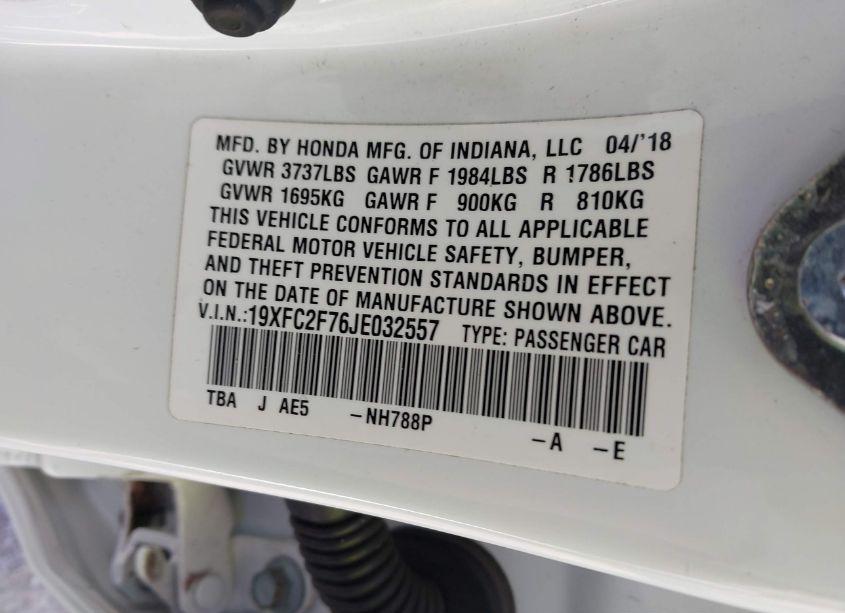 MFD. BY HONDA MFG. OF INDIANA, LLC 04/'18
GVWR 3737LBS GAWR F 1984LBS R 1786LBS
GVWR 1695KG GAWR F 900KG R 810KG
THIS VEHICLE CONFORMS TO ALL APPLICABLE
FEDERAL MOTOR VEHICLE SAFETY, BUMPER,
AND THEFT PREVENTION STANDARDS IN EFFECT
ON THE DATE OF MANUFACTURE SHOWN ABOVE.
V.I.N.:19XFC2F76JE032557 TYPE: PASSENGER CAR
TBA J AE5 -NH788P -A -E